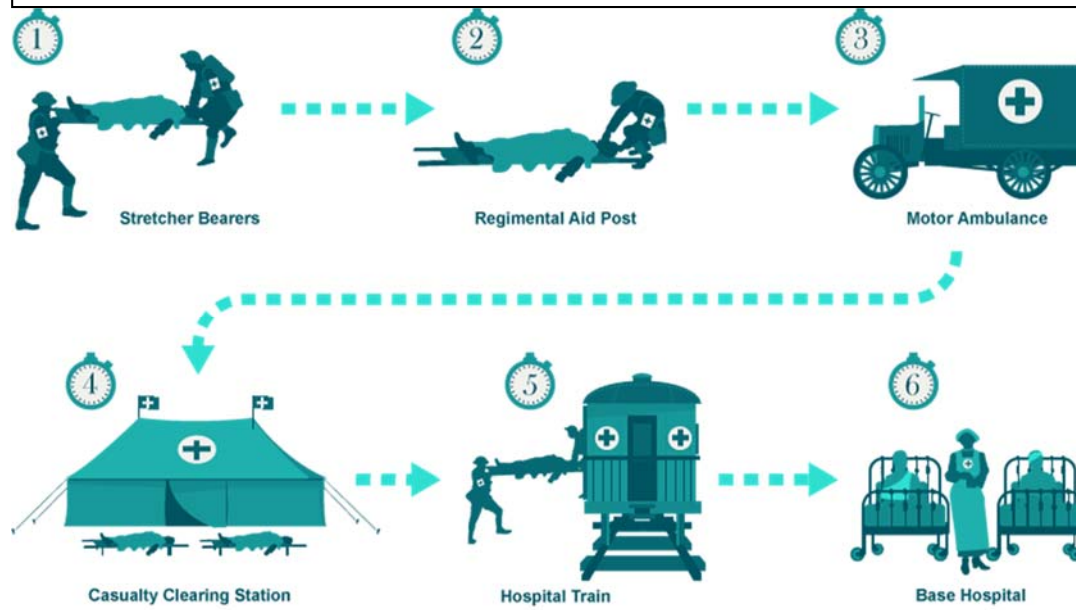 1
2
3
Stretcher Bearers
Regimental Aid Post
Motor Ambulance
4
5
6
Casualty Clearing Station
Hospital Train
Base Hospital